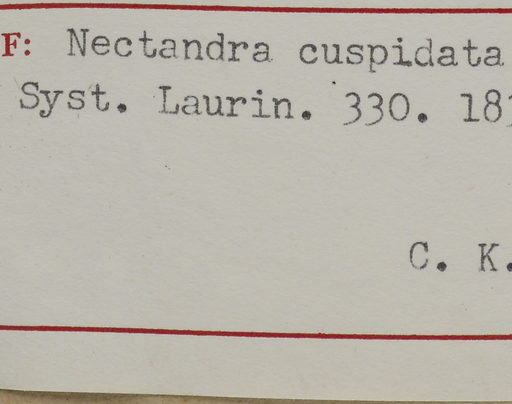 F: Nectandra cuspidata
Syst. Laurin. 330. 18
C. K.